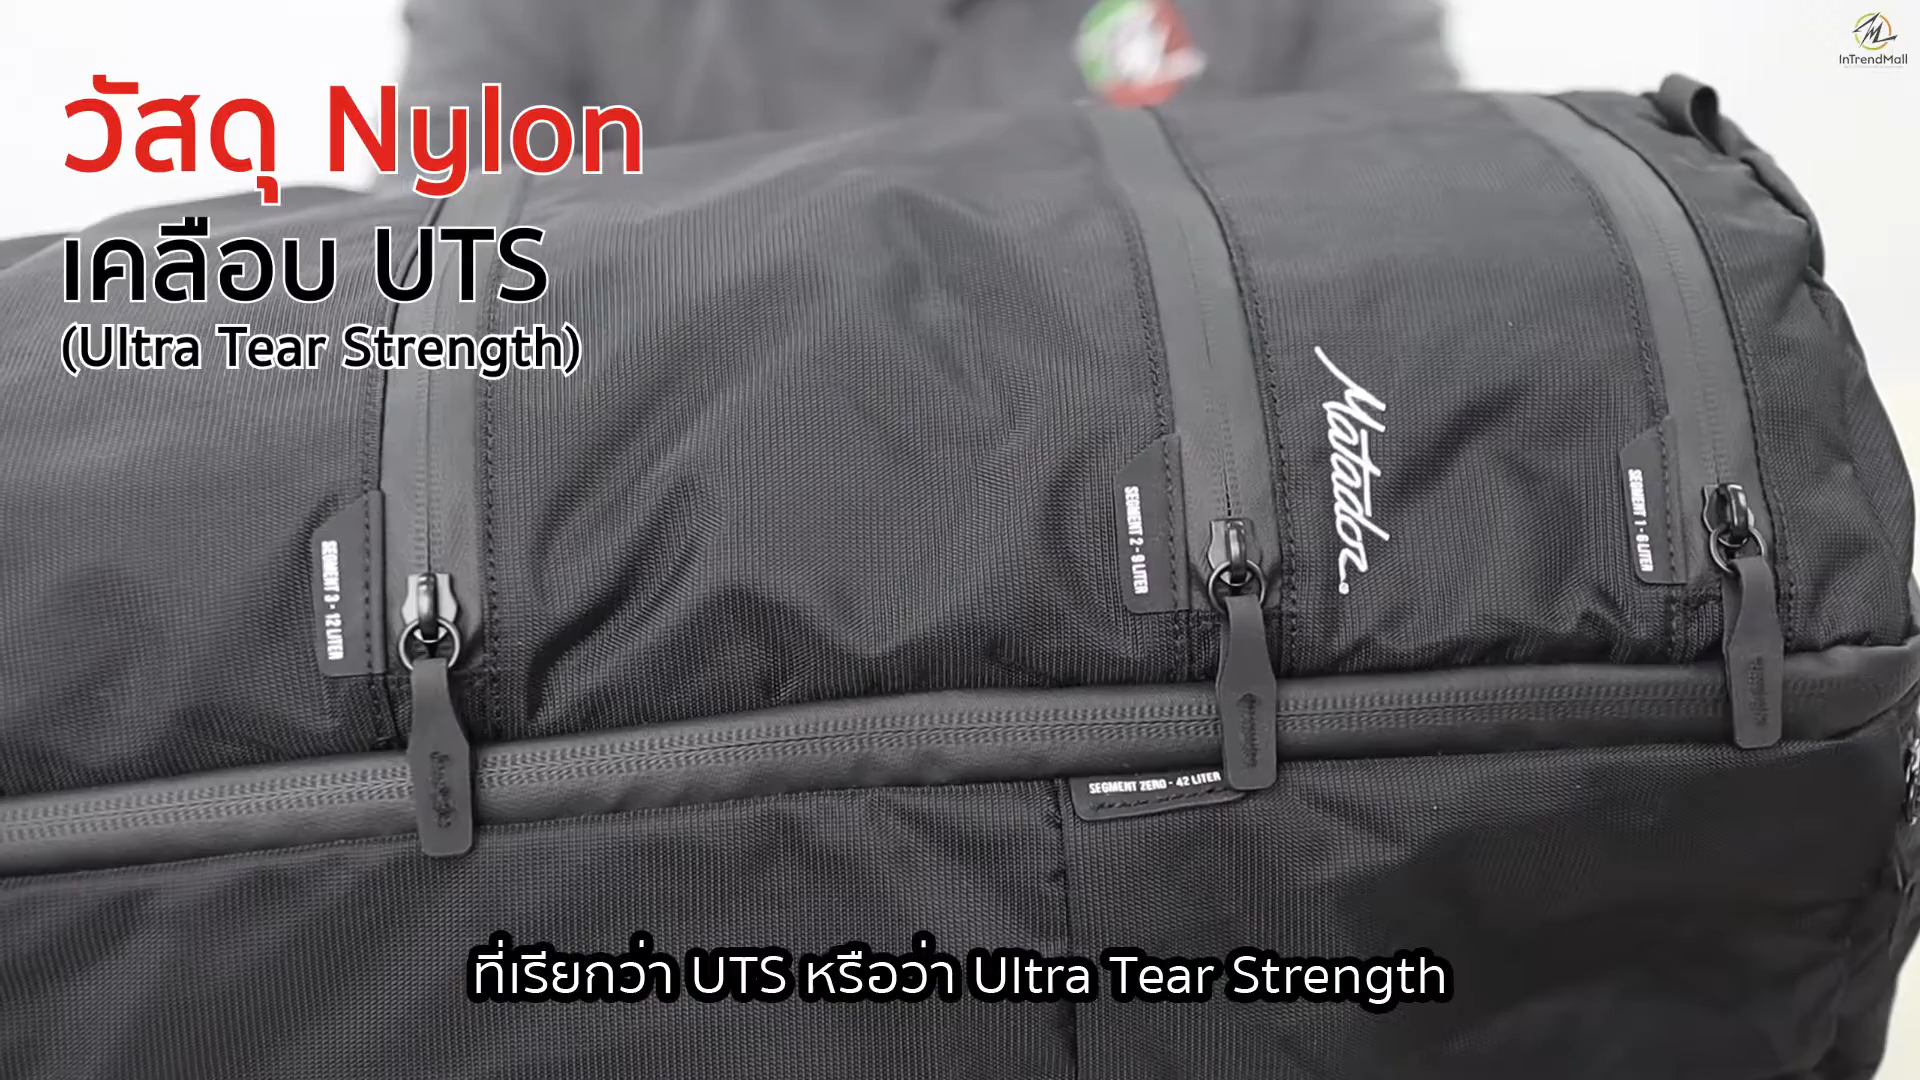 InTrendMall
วัสดุ Nylon
เคลือบ UTS
(Ultra Tear Strength)
Matador
SEGMENT 3 - 12 LITER
SEGMENT 2 - 9 LITER
SEGMENT 1 - 6 LITER
SEGMENT ZERO - 42 LITER
ที่เรียกว่า UTS หรือว่า Ultra Tear Strength